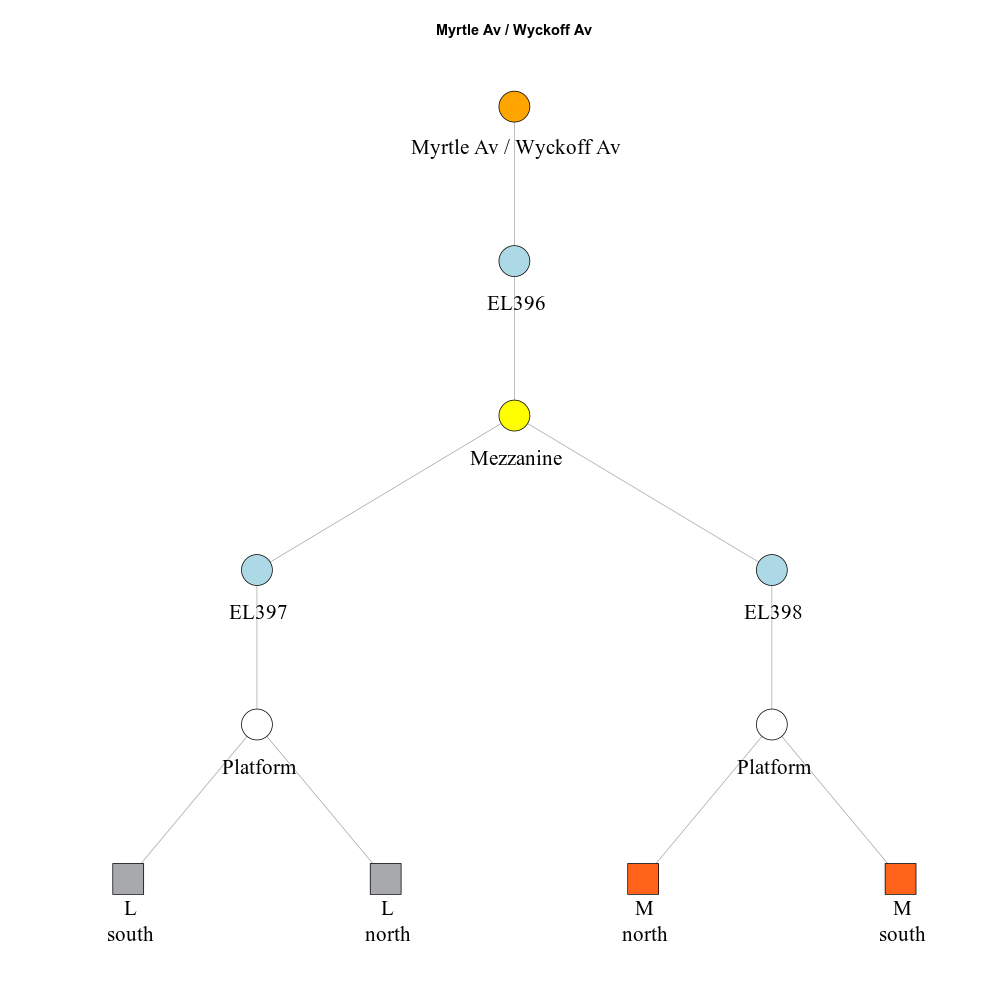 Myrtle Av / Wyckoff Av
Myrtle Av / Wyckoff Av
EL396
Mezzanine
EL397
EL398
Platform
Platform
L
south
L
north
M
north
M
south